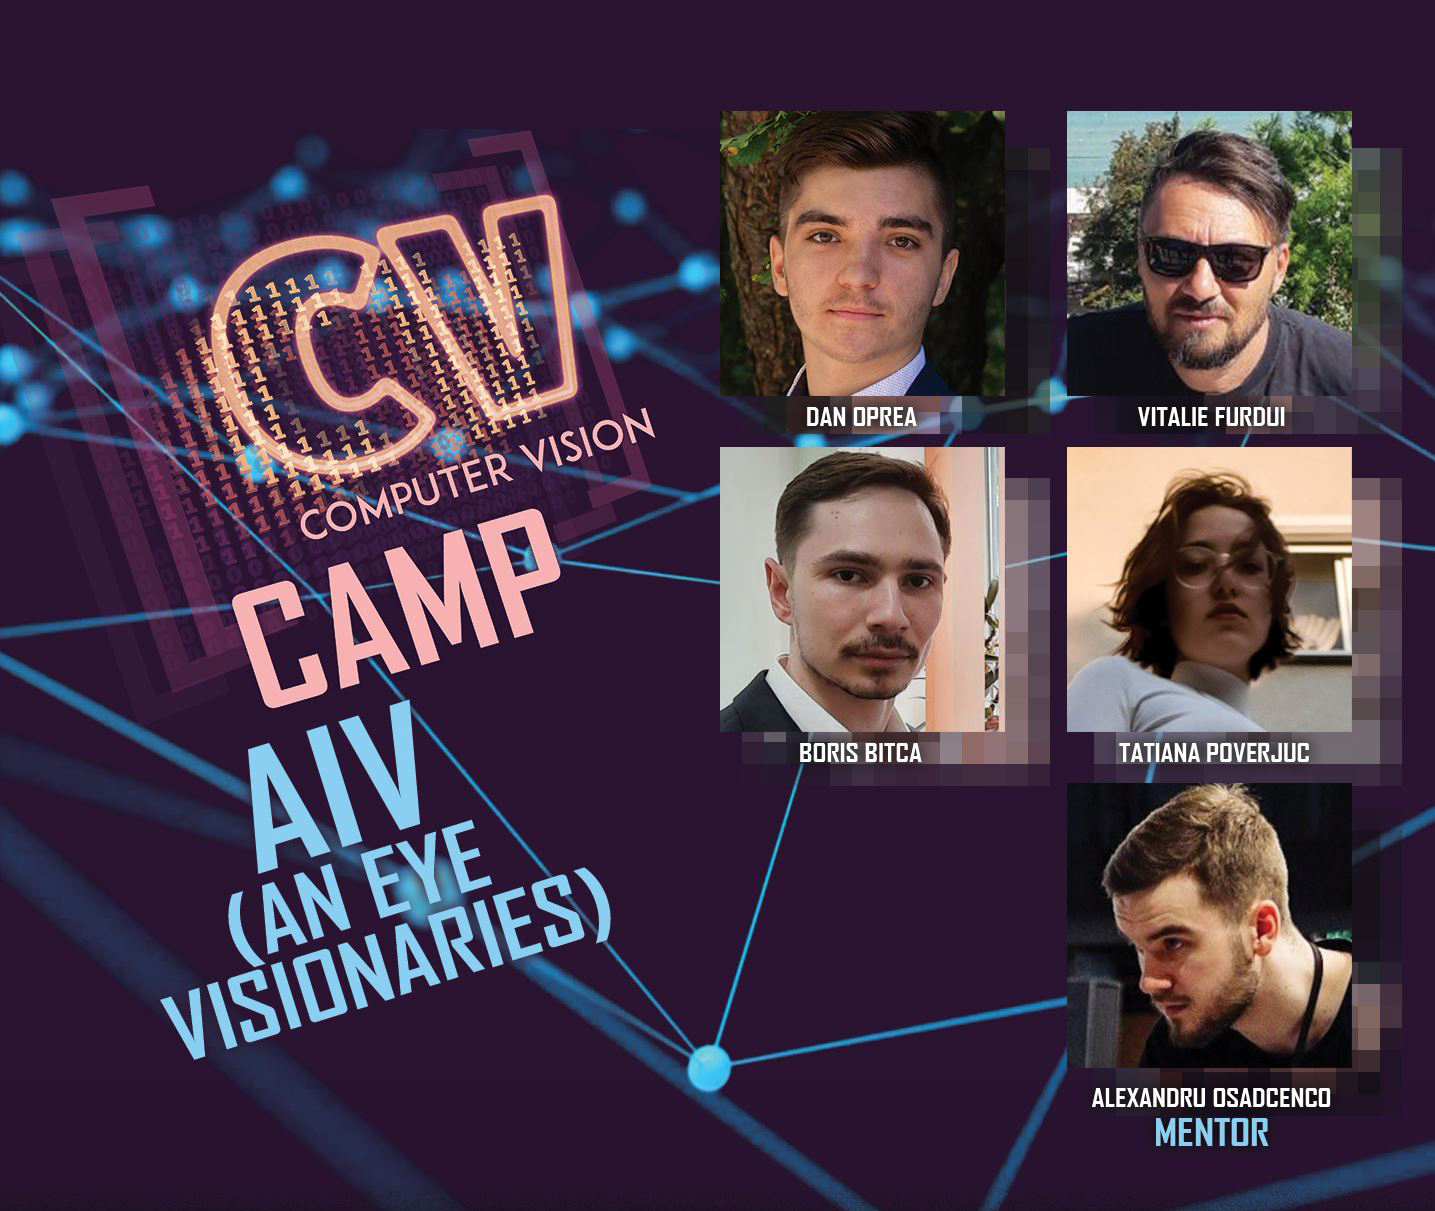 CV
COMPUTER VISION
CAMP
AIV
(AN EYE
VISIONARIES)
DAN OPREA
VITALIE FURDUI
BORIS BITCA
TATIANA POVERJUC
ALEXANDRU OSADCENCO
MENTOR